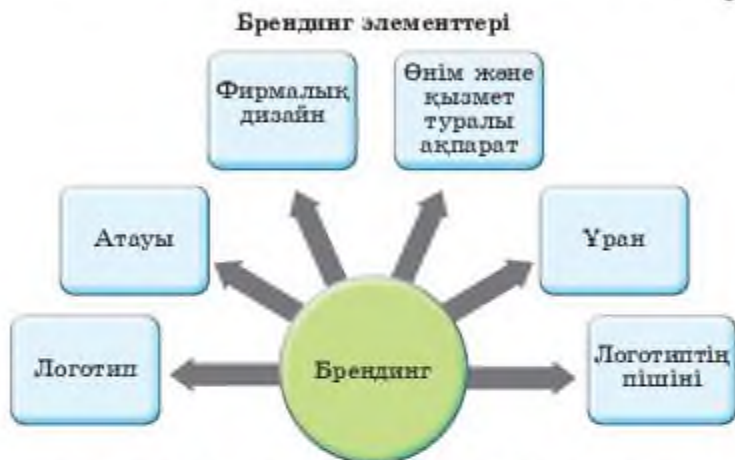 Брендинг элементтері
Фирмалық
дизайн
Өнім және
қызмет
туралы
ақпарат
Атауы
Ұран
Логотип
Брендинг
Логотиптің
пішіні